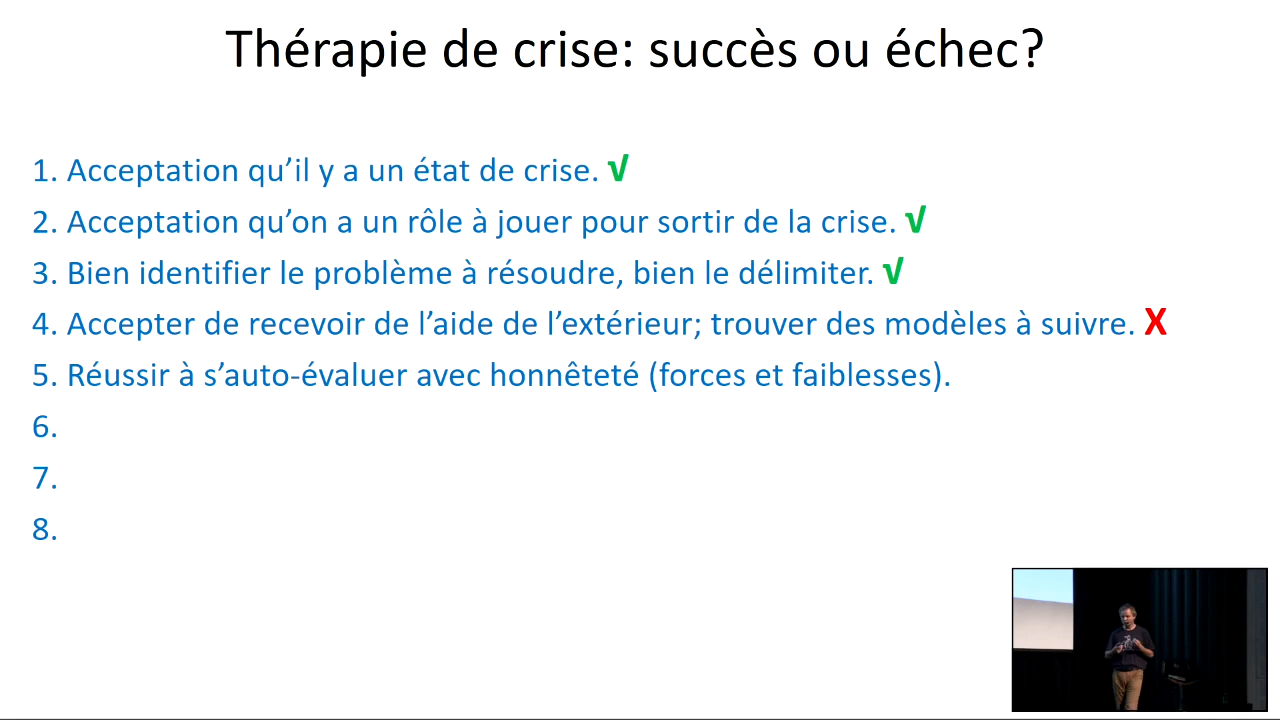 Thérapie de crise: succès ou échec?
1. Acceptation qu’il y a un état de crise. √
2. Acceptation qu’on a un rôle à jouer pour sortir de la crise. √
3. Bien identifier le problème à résoudre, bien le délimiter. √
4. Accepter de recevoir de l’aide de l’extérieur; trouver des modèles à suivre. X
5. Réussir à s’auto-évaluer avec honnêteté (forces et faiblesses).
6.
7.
8.